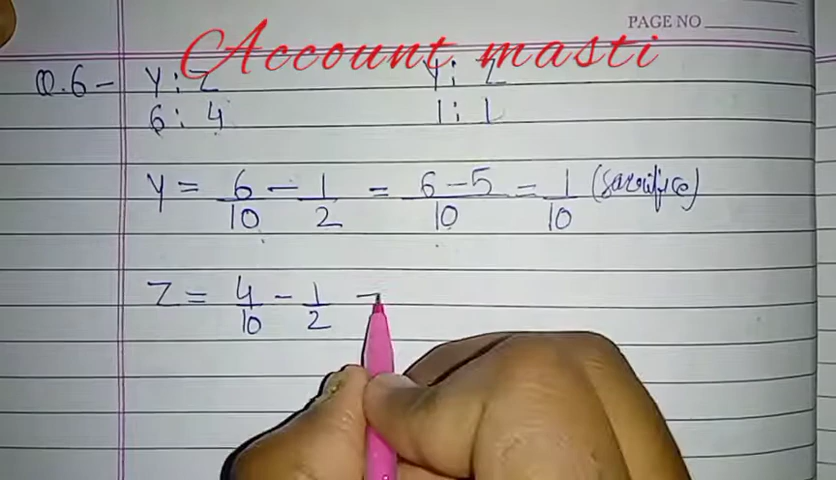 PAGE NO
Account masti
Q.6- Y:Z Y:Z
6:4 1:1
Y = 6/10 - 1/2 = 6-5/10 = 1/10 (Sacrifice)
Z = 4/10 - 1/2 =